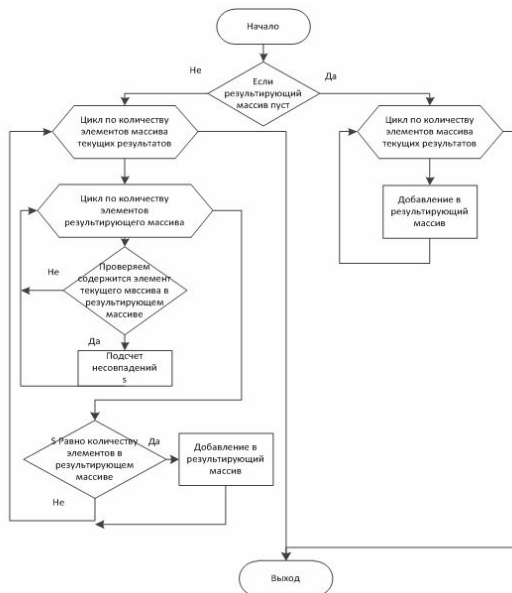 Начало
Не
Если
результирующий
массив пуст
Да
Цикл по количеству
элементов массива
текущих результатов
Цикл по количеству
элементов массива
текущих результатов
Добавление в
результирующий
массив
Цикл по количеству
элементов
результирующего массива
Не
Проверяем
содержится элемент
текущего мвссива в
результирующем
массиве
Да
Подсчет
несовпадений
s
S Равно количеству
элементов в
результирующем
массиве
Да
Добавление в
результирующий
массив
Не
Выход